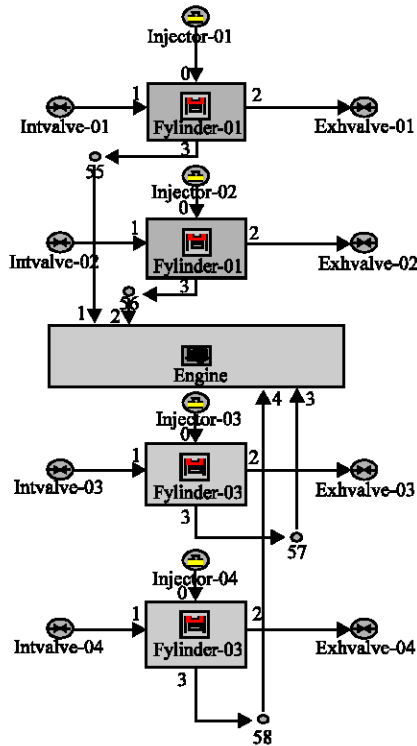 Injector-01
0
1
2
Intvalve-01
Fylinder-01
Exhvalve-01
3
55
Injector-02
0
1
2
Intvalve-02
Fylinder-01
Exhvalve-02
3
56
1
2
Engine
4
3
Injector-03
0
1
2
Intvalve-03
Fylinder-03
Exhvalve-03
3
57
Injector-04
0
1
2
Intvalve-04
Fylinder-03
Exhvalve-04
3
58